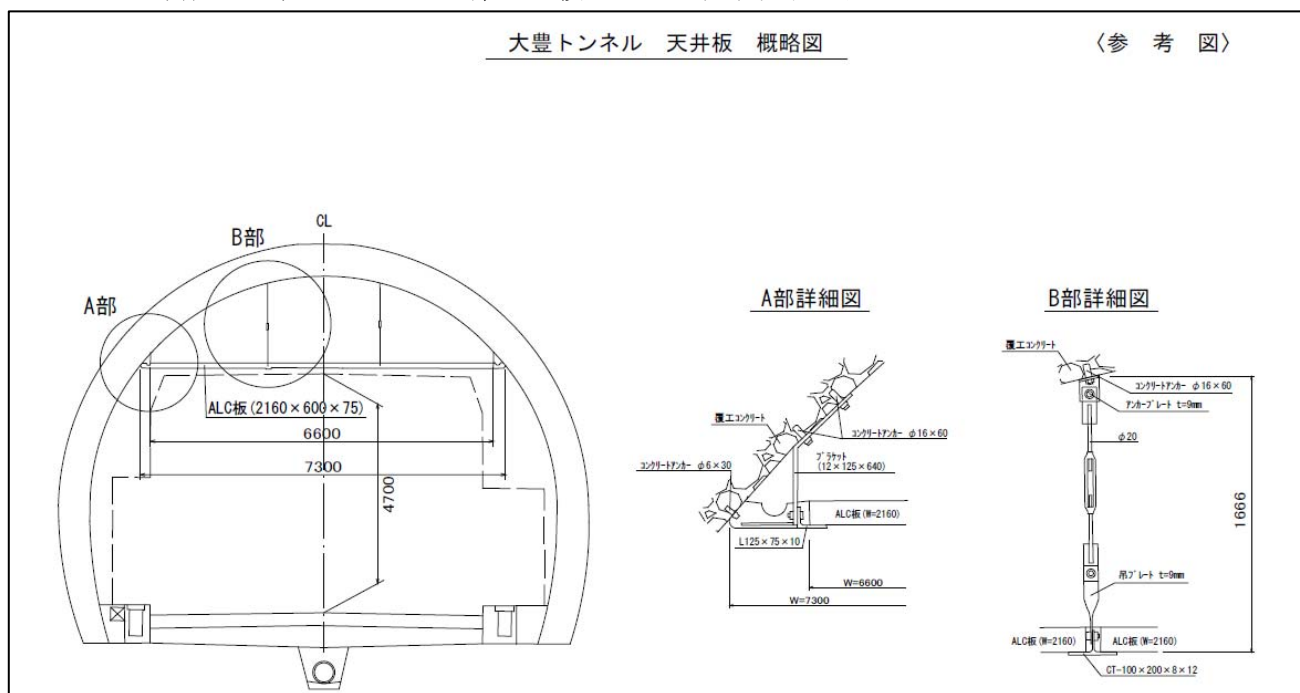 大豊トンネル 天井板 概略図
〈参 考 図〉
CL
B部
A部
ALC板(2160×600×75)
6600
7300
4700
A部詳細図
覆工コンクリート
コンクリートアンカー φ16×60
コンクリートアンカー φ6×30
ブラケット
(12×125×640)
ALC板(W=2160)
L125×75×10
W=6600
W=7300
B部詳細図
覆工コンクリート
コンクリートアンカー φ16×60
アンカープレート t=9mm
φ20
1666
吊プレート t=9mm
ALC板(W=2160)
ALC板(W=2160)
CT-100×200×8×12